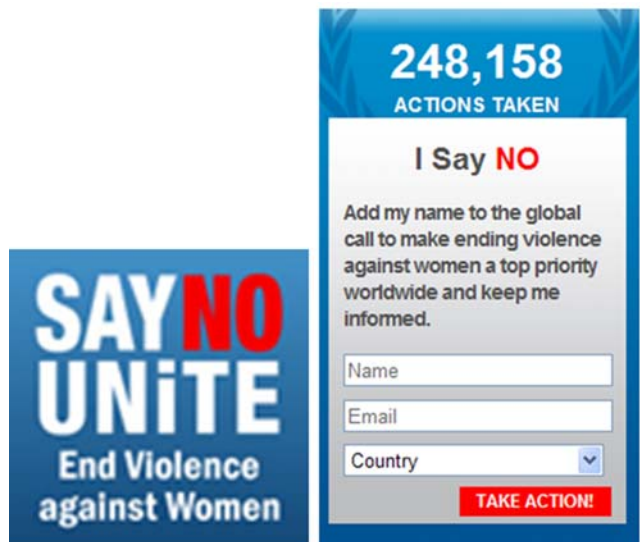 SAY NO
UNiTE
End Violence
against Women
248,158
ACTIONS TAKEN
I Say NO
Add my name to the global
call to make ending violence
against women a top priority
worldwide and keep me
informed.
Name
Email
Country
TAKE ACTION!